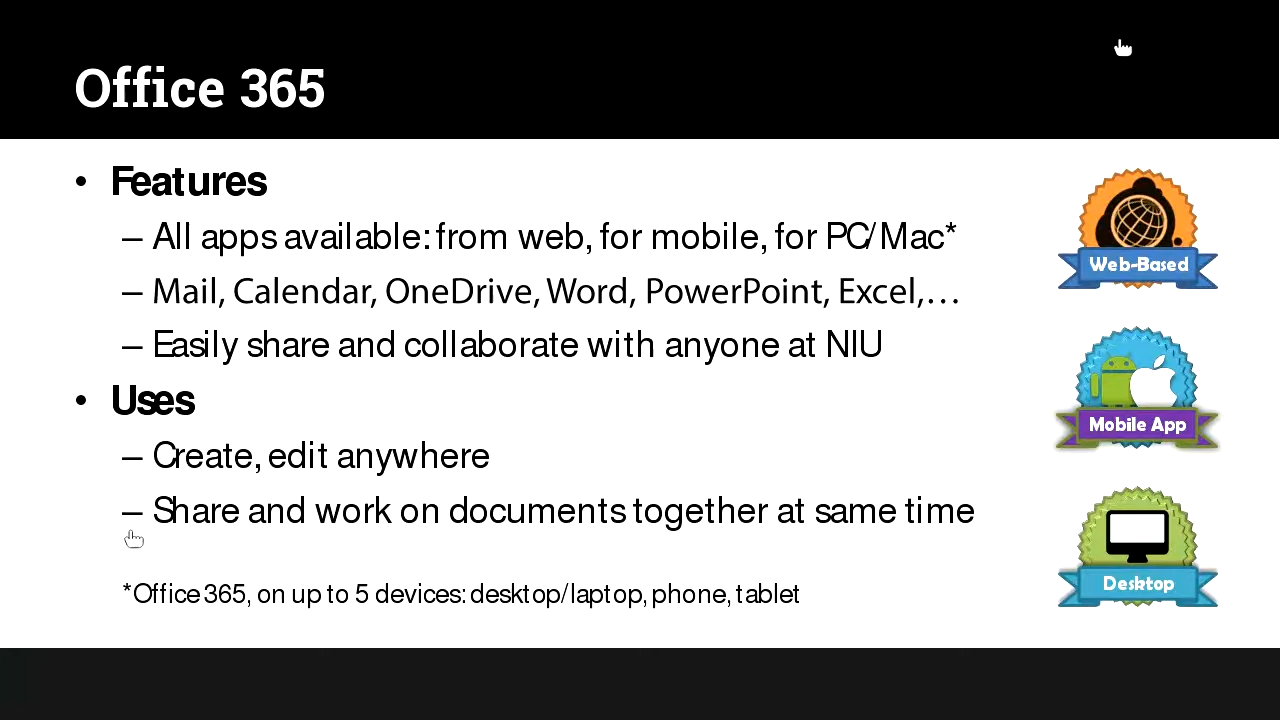 Office 365
• Features
– All apps available: from web, for mobile, for PC/Mac*
– Mail, Calendar, OneDrive, Word, PowerPoint, Excel,…
– Easily share and collaborate with anyone at NIU
• Uses
– Create, edit anywhere
– Share and work on documents together at same time
*Office 365, on up to 5 devices: desktop/laptop, phone, tablet
Web-Based
Mobile App
Desktop